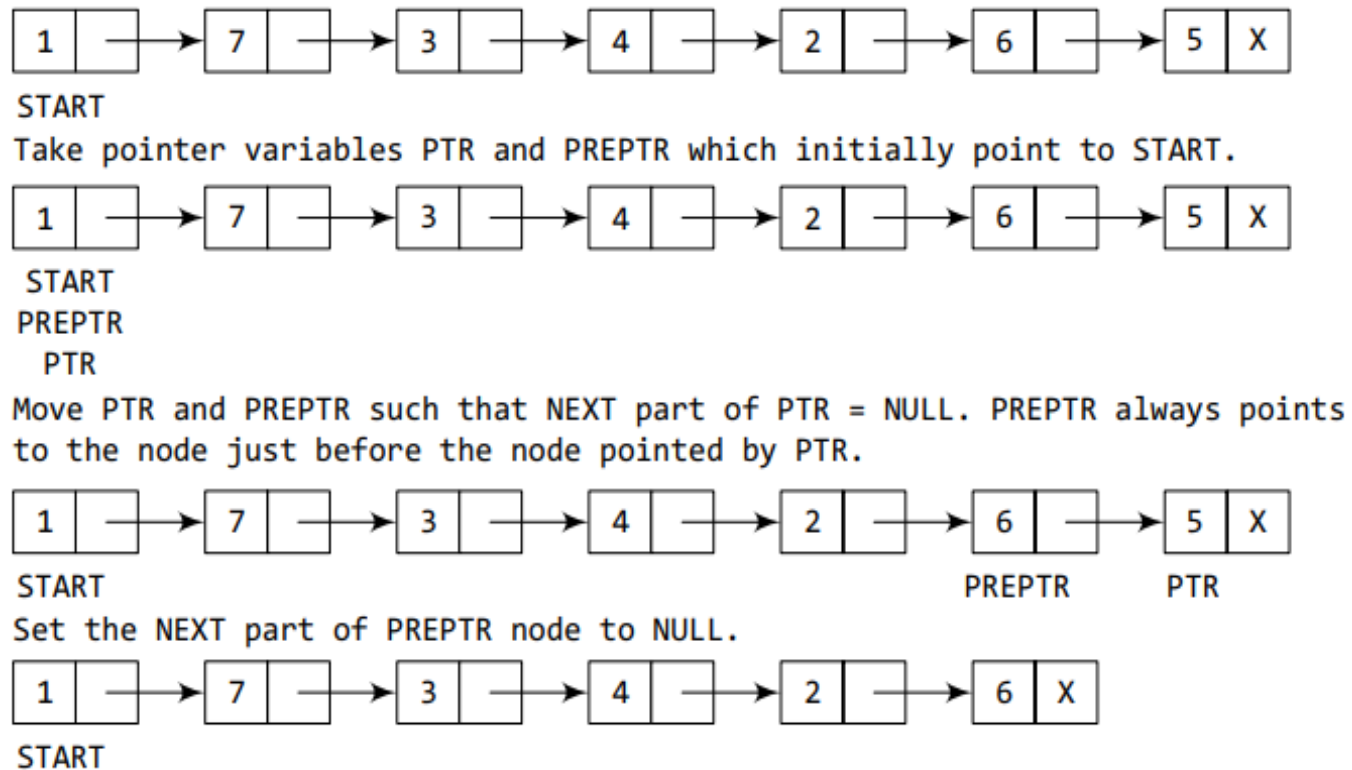 1 7 3 4 2 6 5 X
START
Take pointer variables PTR and PREPTR which initially point to START.
1 7 3 4 2 6 5 X
START
PREPTR
PTR
Move PTR and PREPTR such that NEXT part of PTR = NULL. PREPTR always points
to the node just before the node pointed by PTR.
1 7 3 4 2 6 5 X
START PREPTR PTR
Set the NEXT part of PREPTR node to NULL.
1 7 3 4 2 6 X
START